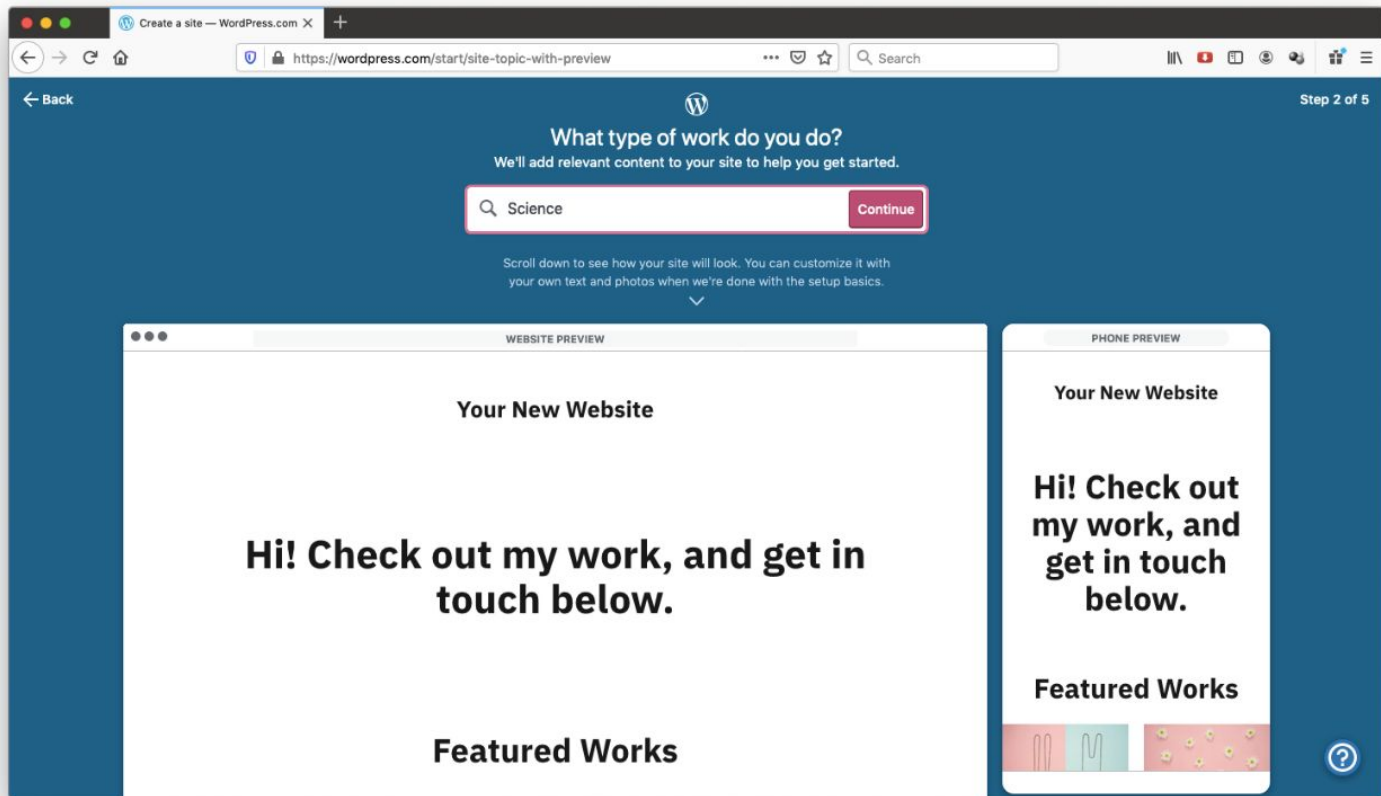 Create a site — WordPress.com
https://wordpress.com/start/site-topic-with-preview
Search
Back
Step 2 of 5
What type of work do you do?
We'll add relevant content to your site to help you get started.
Science
Continue
Scroll down to see how your site will look. You can customize it with
your own text and photos when we're done with the setup basics.
WEBSITE PREVIEW
Your New Website
Hi! Check out my work, and get in
touch below.
Featured Works
PHONE PREVIEW
Your New Website
Hi! Check out
my work, and
get in touch
below.
Featured Works